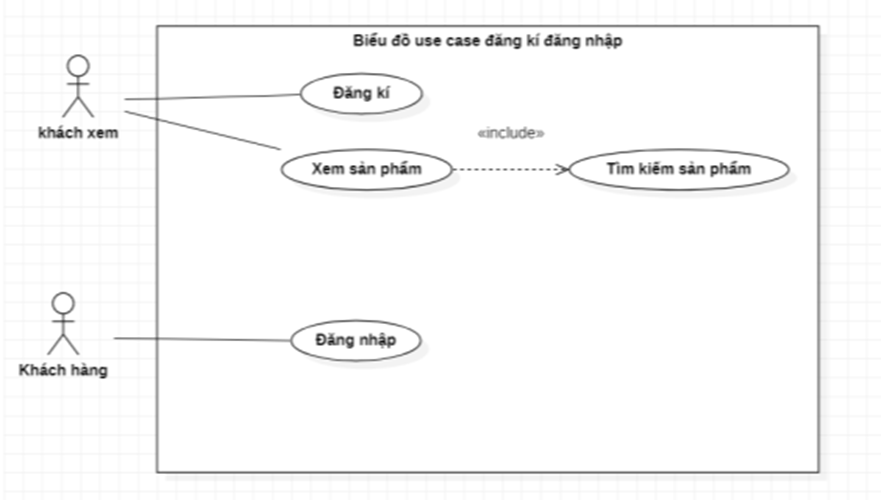 Biểu đồ use case đăng kí đăng nhập
Đăng kí
khách xem
«include»
Xem sản phẩm
Tìm kiếm sản phẩm
Đăng nhập
Khách hàng